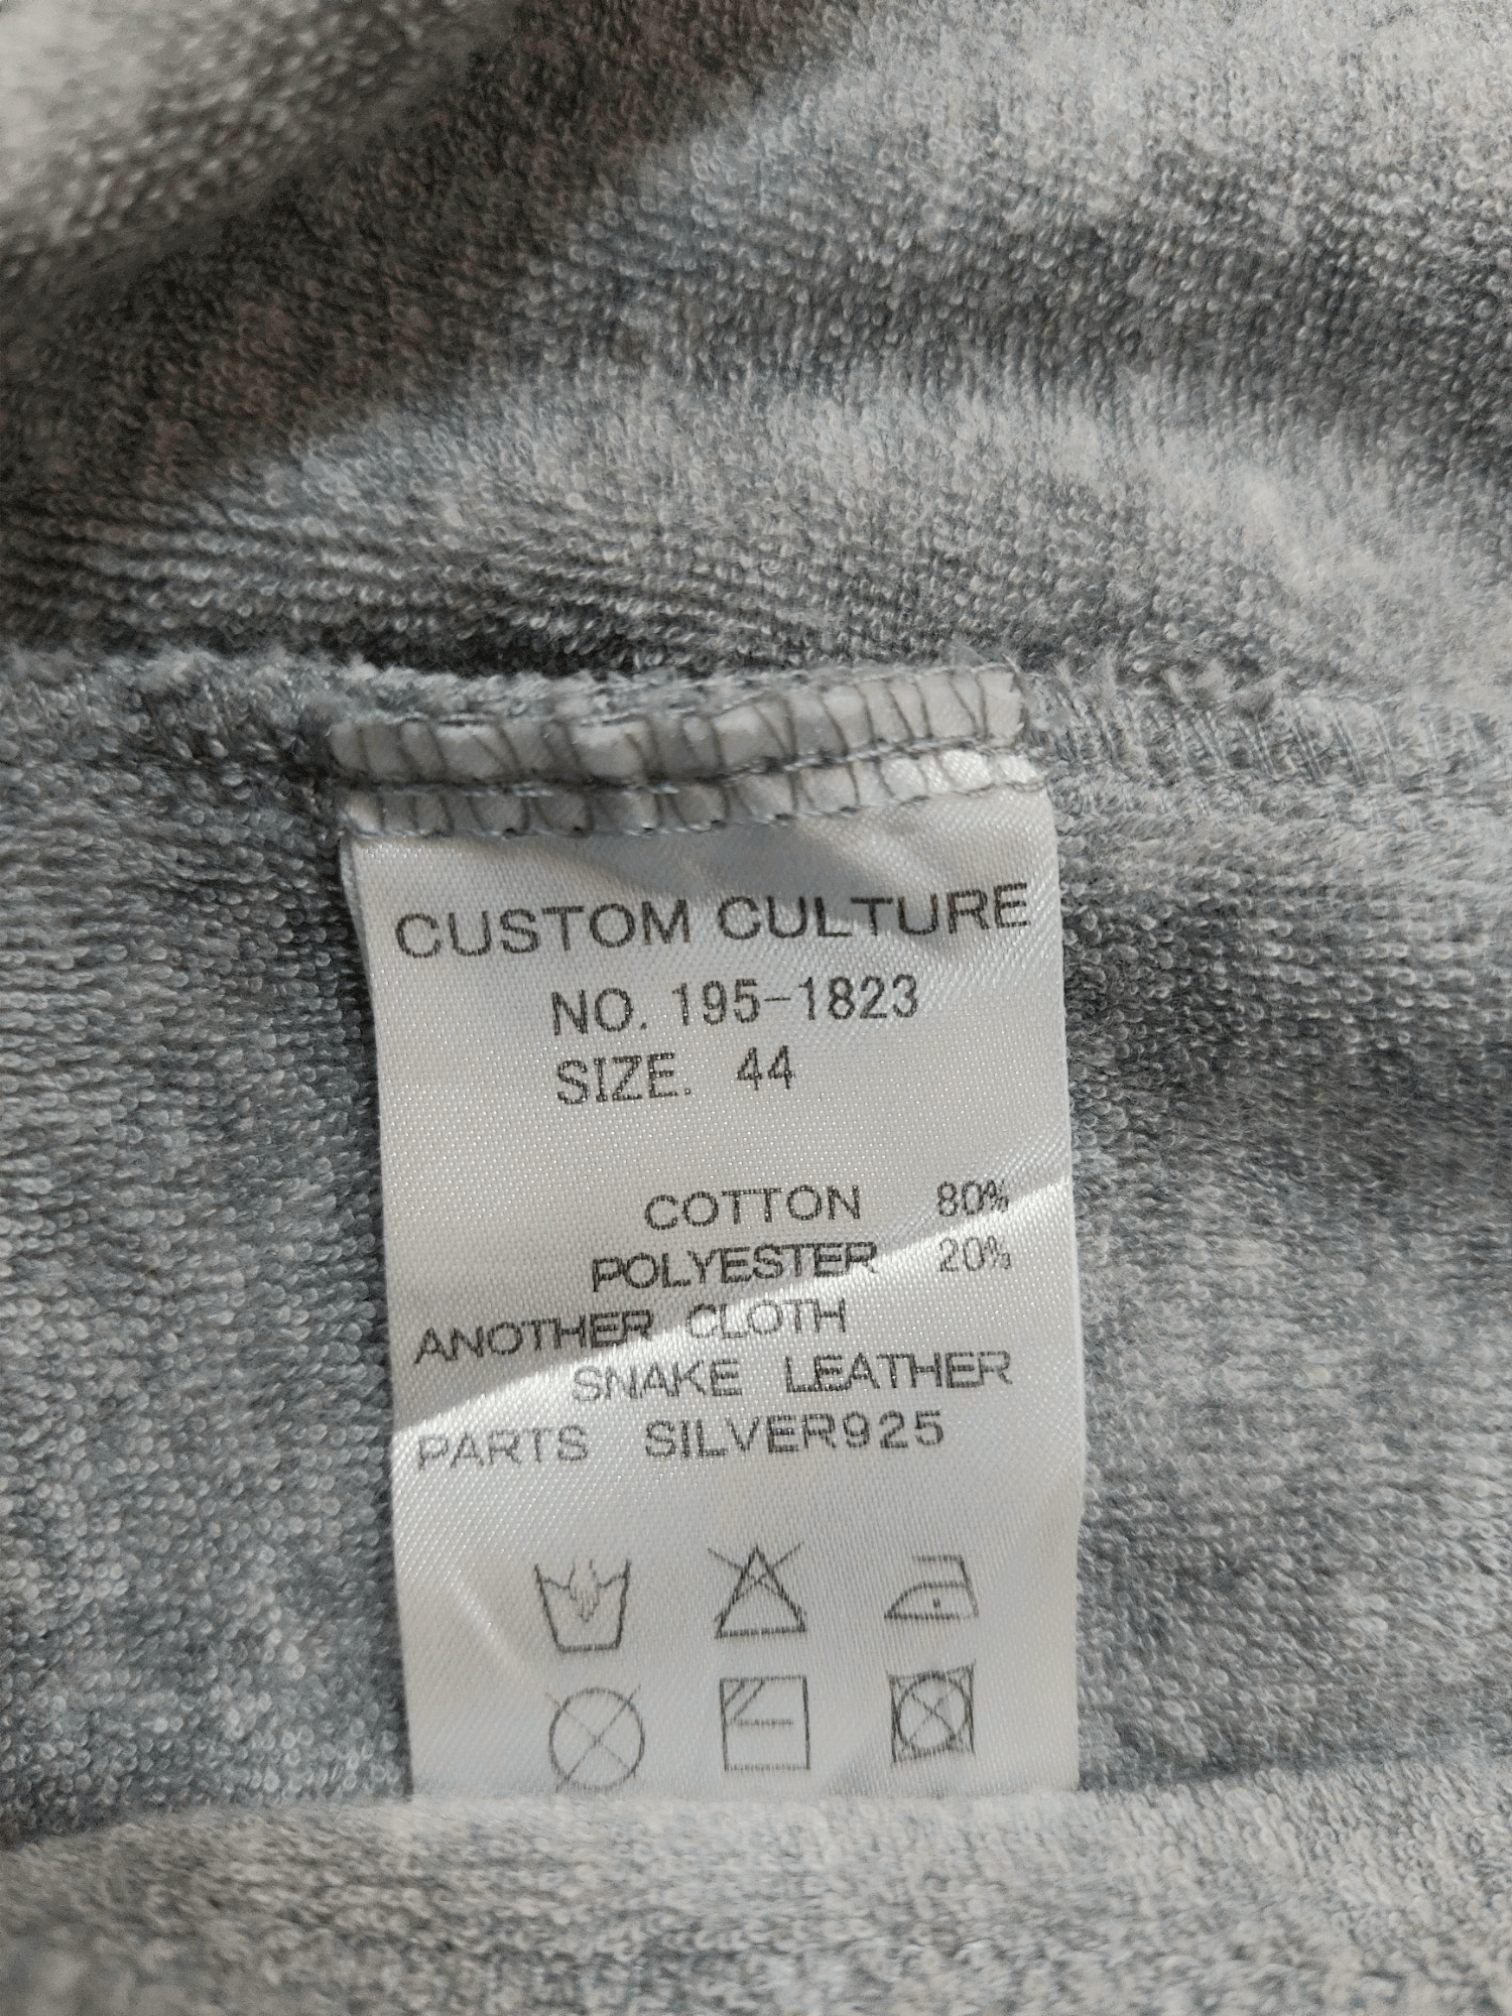 CUSTOM CULTURE
NO. 195-1823
SIZE. 44
COTTON 80%
POLYESTER 20%
ANOTHER CLOTH
SNAKE LEATHER
PARTS SILVER925